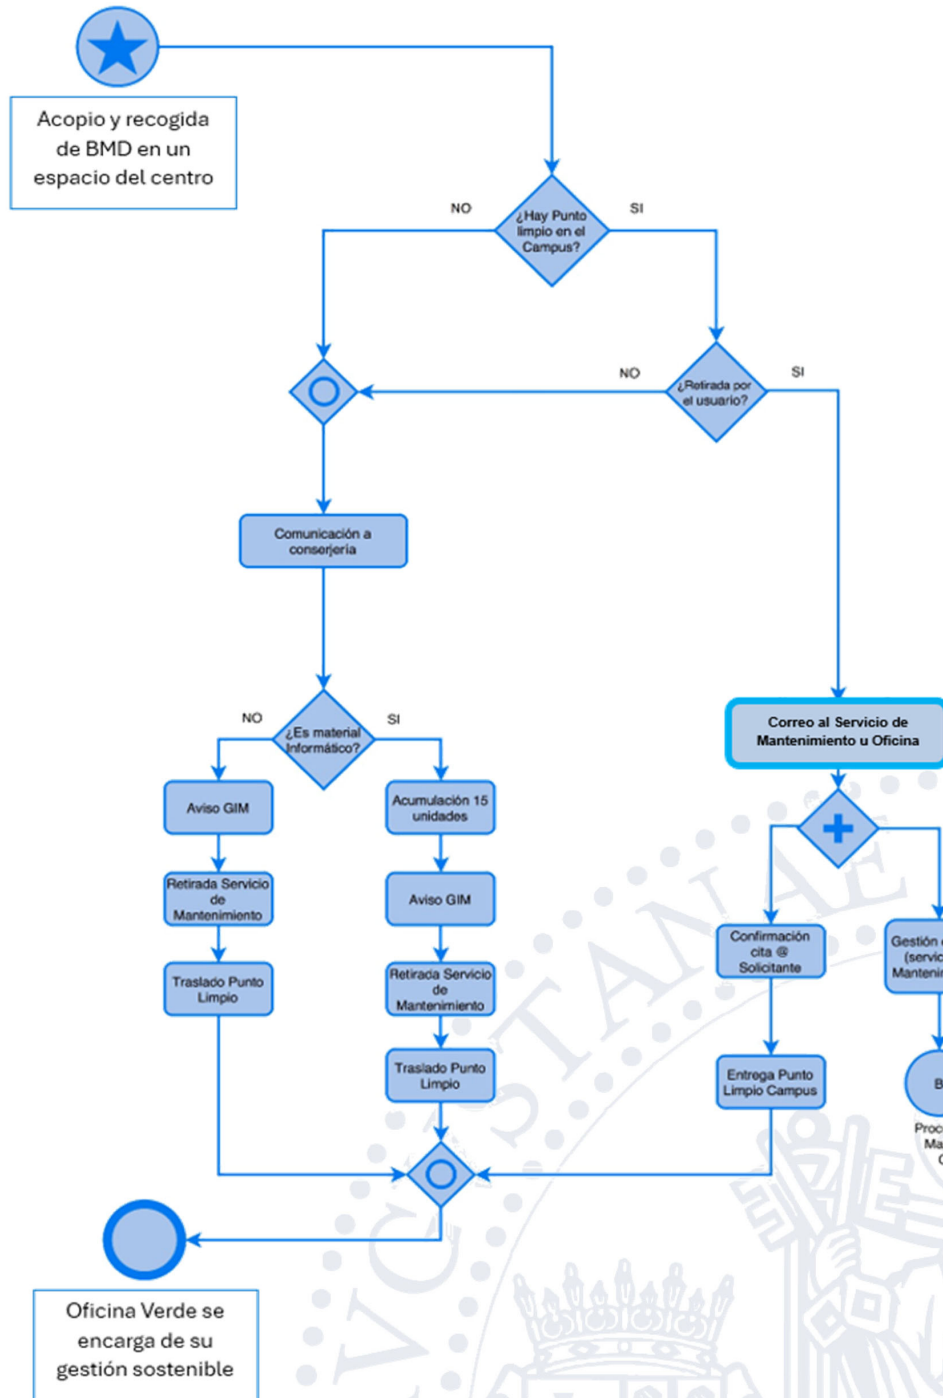 Acopio y recogida
de BMD en un
espacio del centro
NO
¿Hay Punto
limpio en el
Campus?
SI
NO
¿Retirada por
el usuario?
SI
Comunicación a
conserjería
NO
¿Es material
Informático?
SI
Correo al Servicio de
Mantenimiento u Oficina
Aviso GIM
Acumulación 15
unidades
Retirada Servicio
de
Mantenimiento
Aviso GIM
Confirmación
cita @
Solicitante
Gestión
Traslado Punto
Limpio
Retirada Servicio
de
Mantenimiento
Traslado Punto
Limpio
Entrega Punto
Limpio Campus
B
Oficina Verde se
encarga de su
gestión sostenible